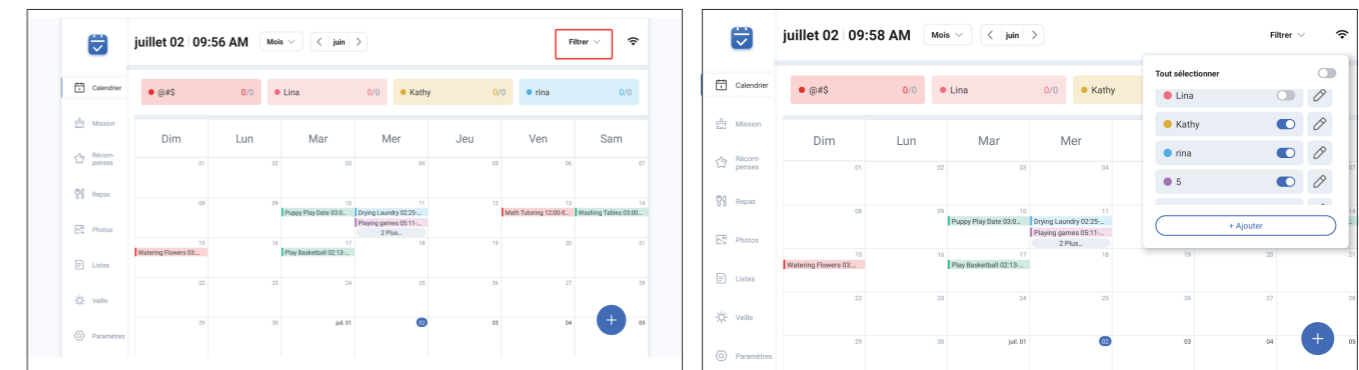 juillet 02 09:56 AM Mois juin Filtrer
Calendrier
@#$ 0/0 Lina 0/0 Kathy 0/0 rina 0/0
Mission
Dim Lun Mar Mer Jeu Ven Sam
Récom-
penses
01 02 03 04 05 06 07
Repas
08 09 10 11 12 13 14
Puppy Play Date 03:0... Drying Laundry 02:25-... Math Tutoring 12:00-0... Washing Tables 03:00...
Playing games 05:11-...
Photos
2 Plus...
15 16 17 18 19 20 21
Watering Flowers 03:... Play Basketball 02:13-...
Listes
22 23 24 25 26 27 28
Veille
29 30 juil. 01 02 03 04 05
Paramètres
juillet 02 09:58 AM Mois juin Filtrer
Tout sélectionner
Calendrier
@#$ 0/0 Lina 0/0 Kathy
Lina
Mission
Kathy
Dim Lun Mar Mer
rina
Récom-
penses
01 02 03 04 07
5
Repas
08 09 10 11 14
Puppy Play Date 03:0... Drying Laundry 02:25-...
Playing games 05:11-...
+ Ajouter
Photos
2 Plus...
15 16 17 18 19 20 21
Watering Flowers 03:... Play Basketball 02:13-...
Listes
22 23 24 25 26 27 28
Veille
29 30 juil. 01 02 03 04 05
Paramètres